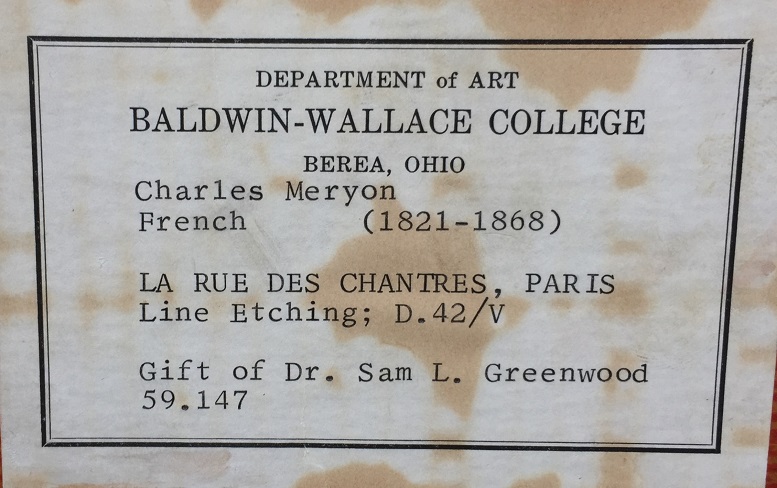 DEPARTMENT of ART
BALDWIN-WALLACE COLLEGE
BEREA, OHIO
Charles Meryon
French (1821-1868)
LA RUE DES CHANTRES, PARIS
Line Etching; D.42/V
Gift of Dr. Sam L. Greenwood
59.147